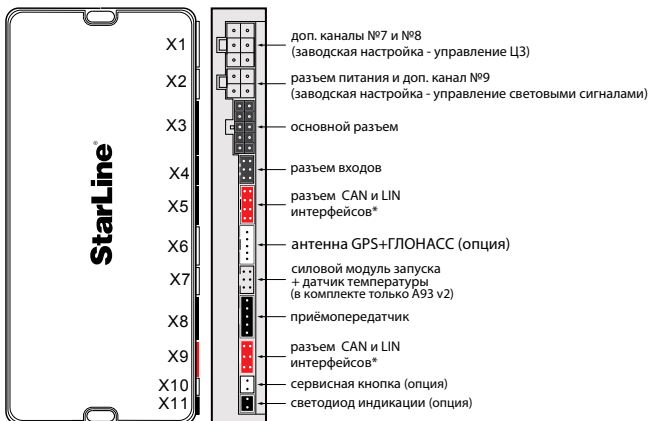 StarLine
X1
доп. каналы №7 и №8
(заводская настройка - управление ЦЗ)
X2
разъем питания и доп. канал №9
(заводская настройка - управление световыми сигналами)
X3
основной разъем
X4
разъем входов
X5
разъем CAN и LIN
интерфейсов*
X6
антенна GPS+ГЛОНАСС (опция)
X7
силовой модуль запуска
+ датчик температуры
(в комплекте только А93 v2)
X8
приёмопередатчик
X9
разъем CAN и LIN
интерфейсов*
X10
сервисная кнопка (опция)
X11
светодиод индикации (опция)